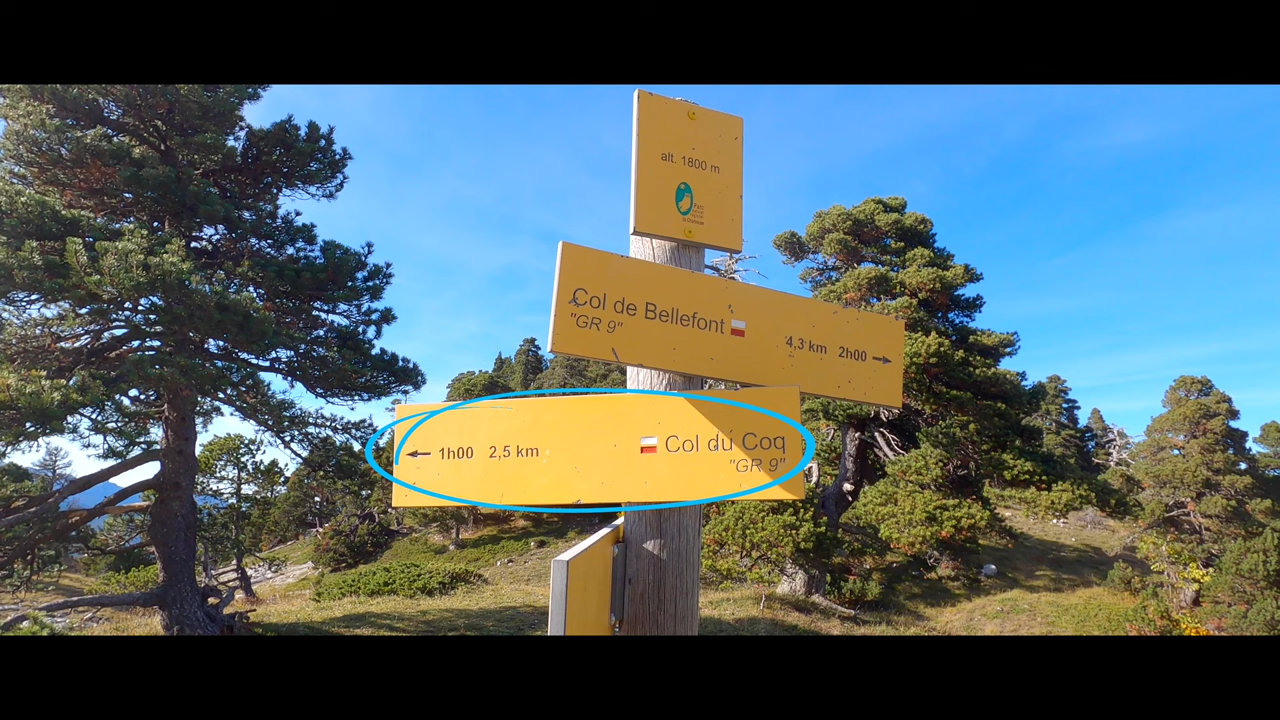 alt. 1800 m
Parc
Col de Bellefont
"GR 9"
4,3 km 2h00
1h00 2,5 km
Col du Coq
"GR 9"